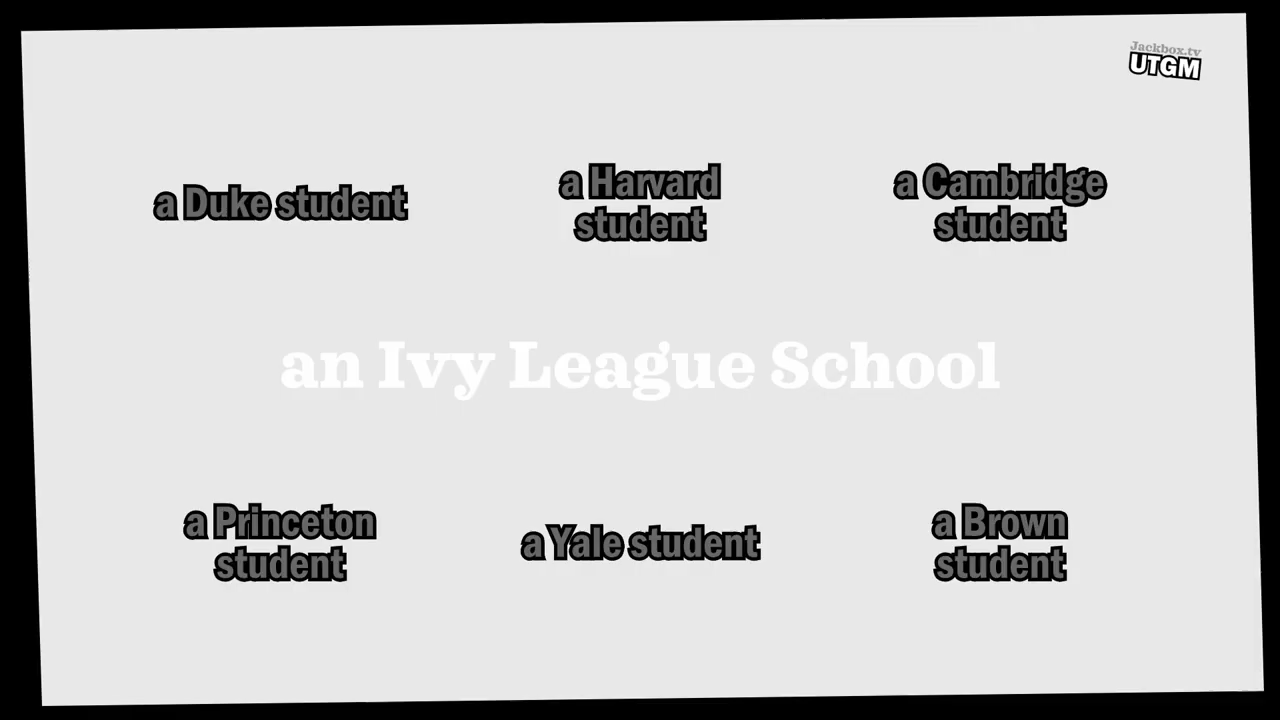 Jackbox.tv
UTGM
a Duke student
a Harvard
student
a Cambridge
student
an Ivy League School
a Princeton
student
a Yale student
a Brown
student